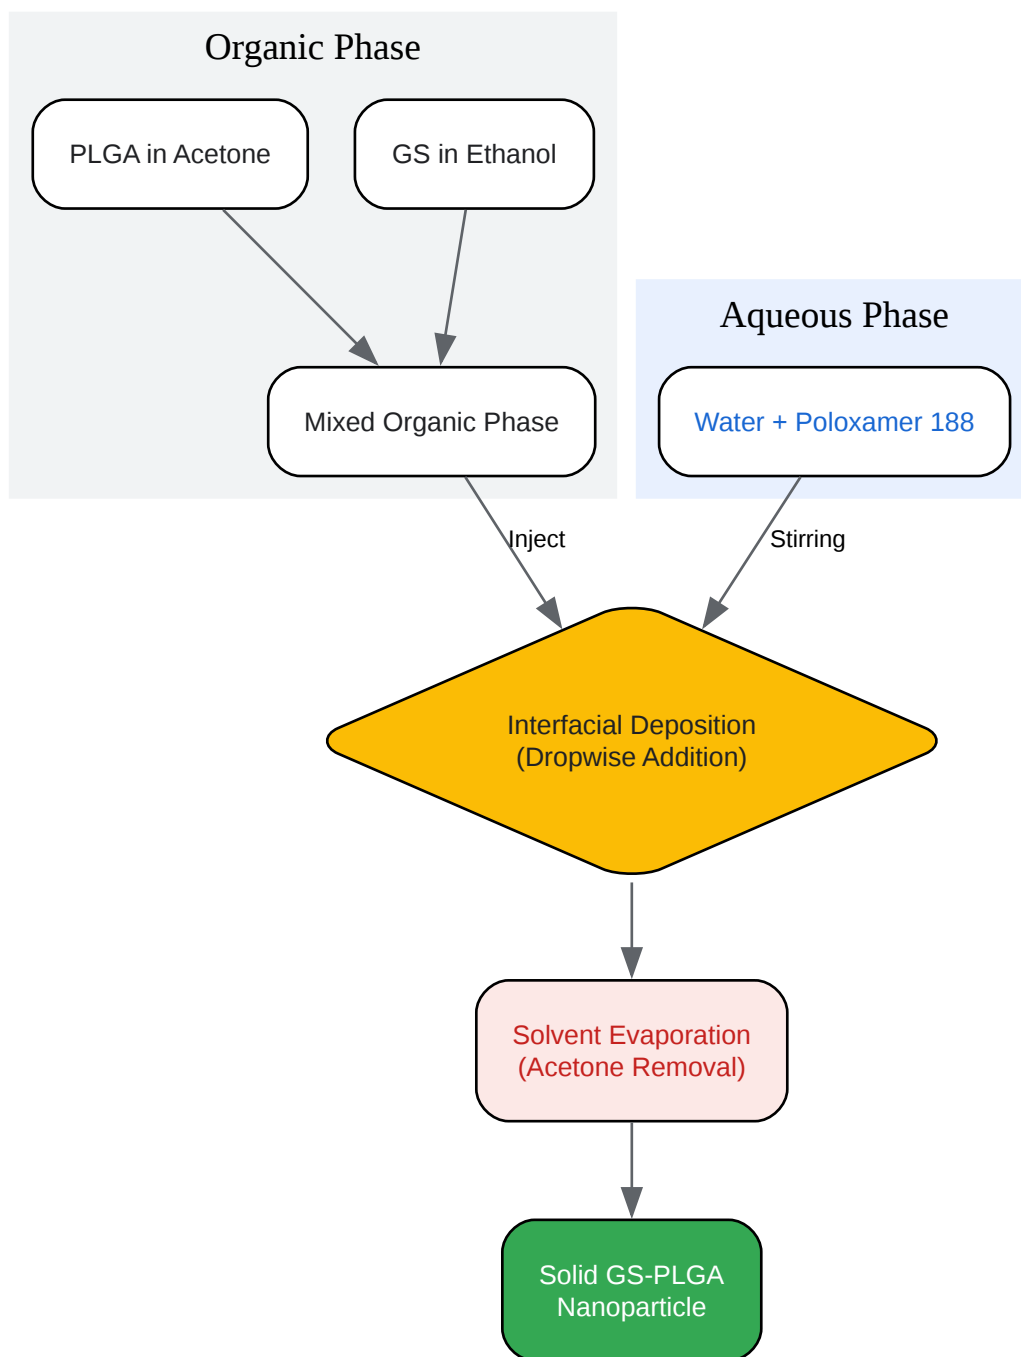 Organic Phase
PLGA in Acetone
GS in Ethanol
Mixed Organic Phase
Aqueous Phase
Water + Poloxamer 188
Inject
Stirring
Interfacial Deposition
(Dropwise Addition)
Solvent Evaporation
(Acetone Removal)
Solid GS-PLGA
Nanoparticle